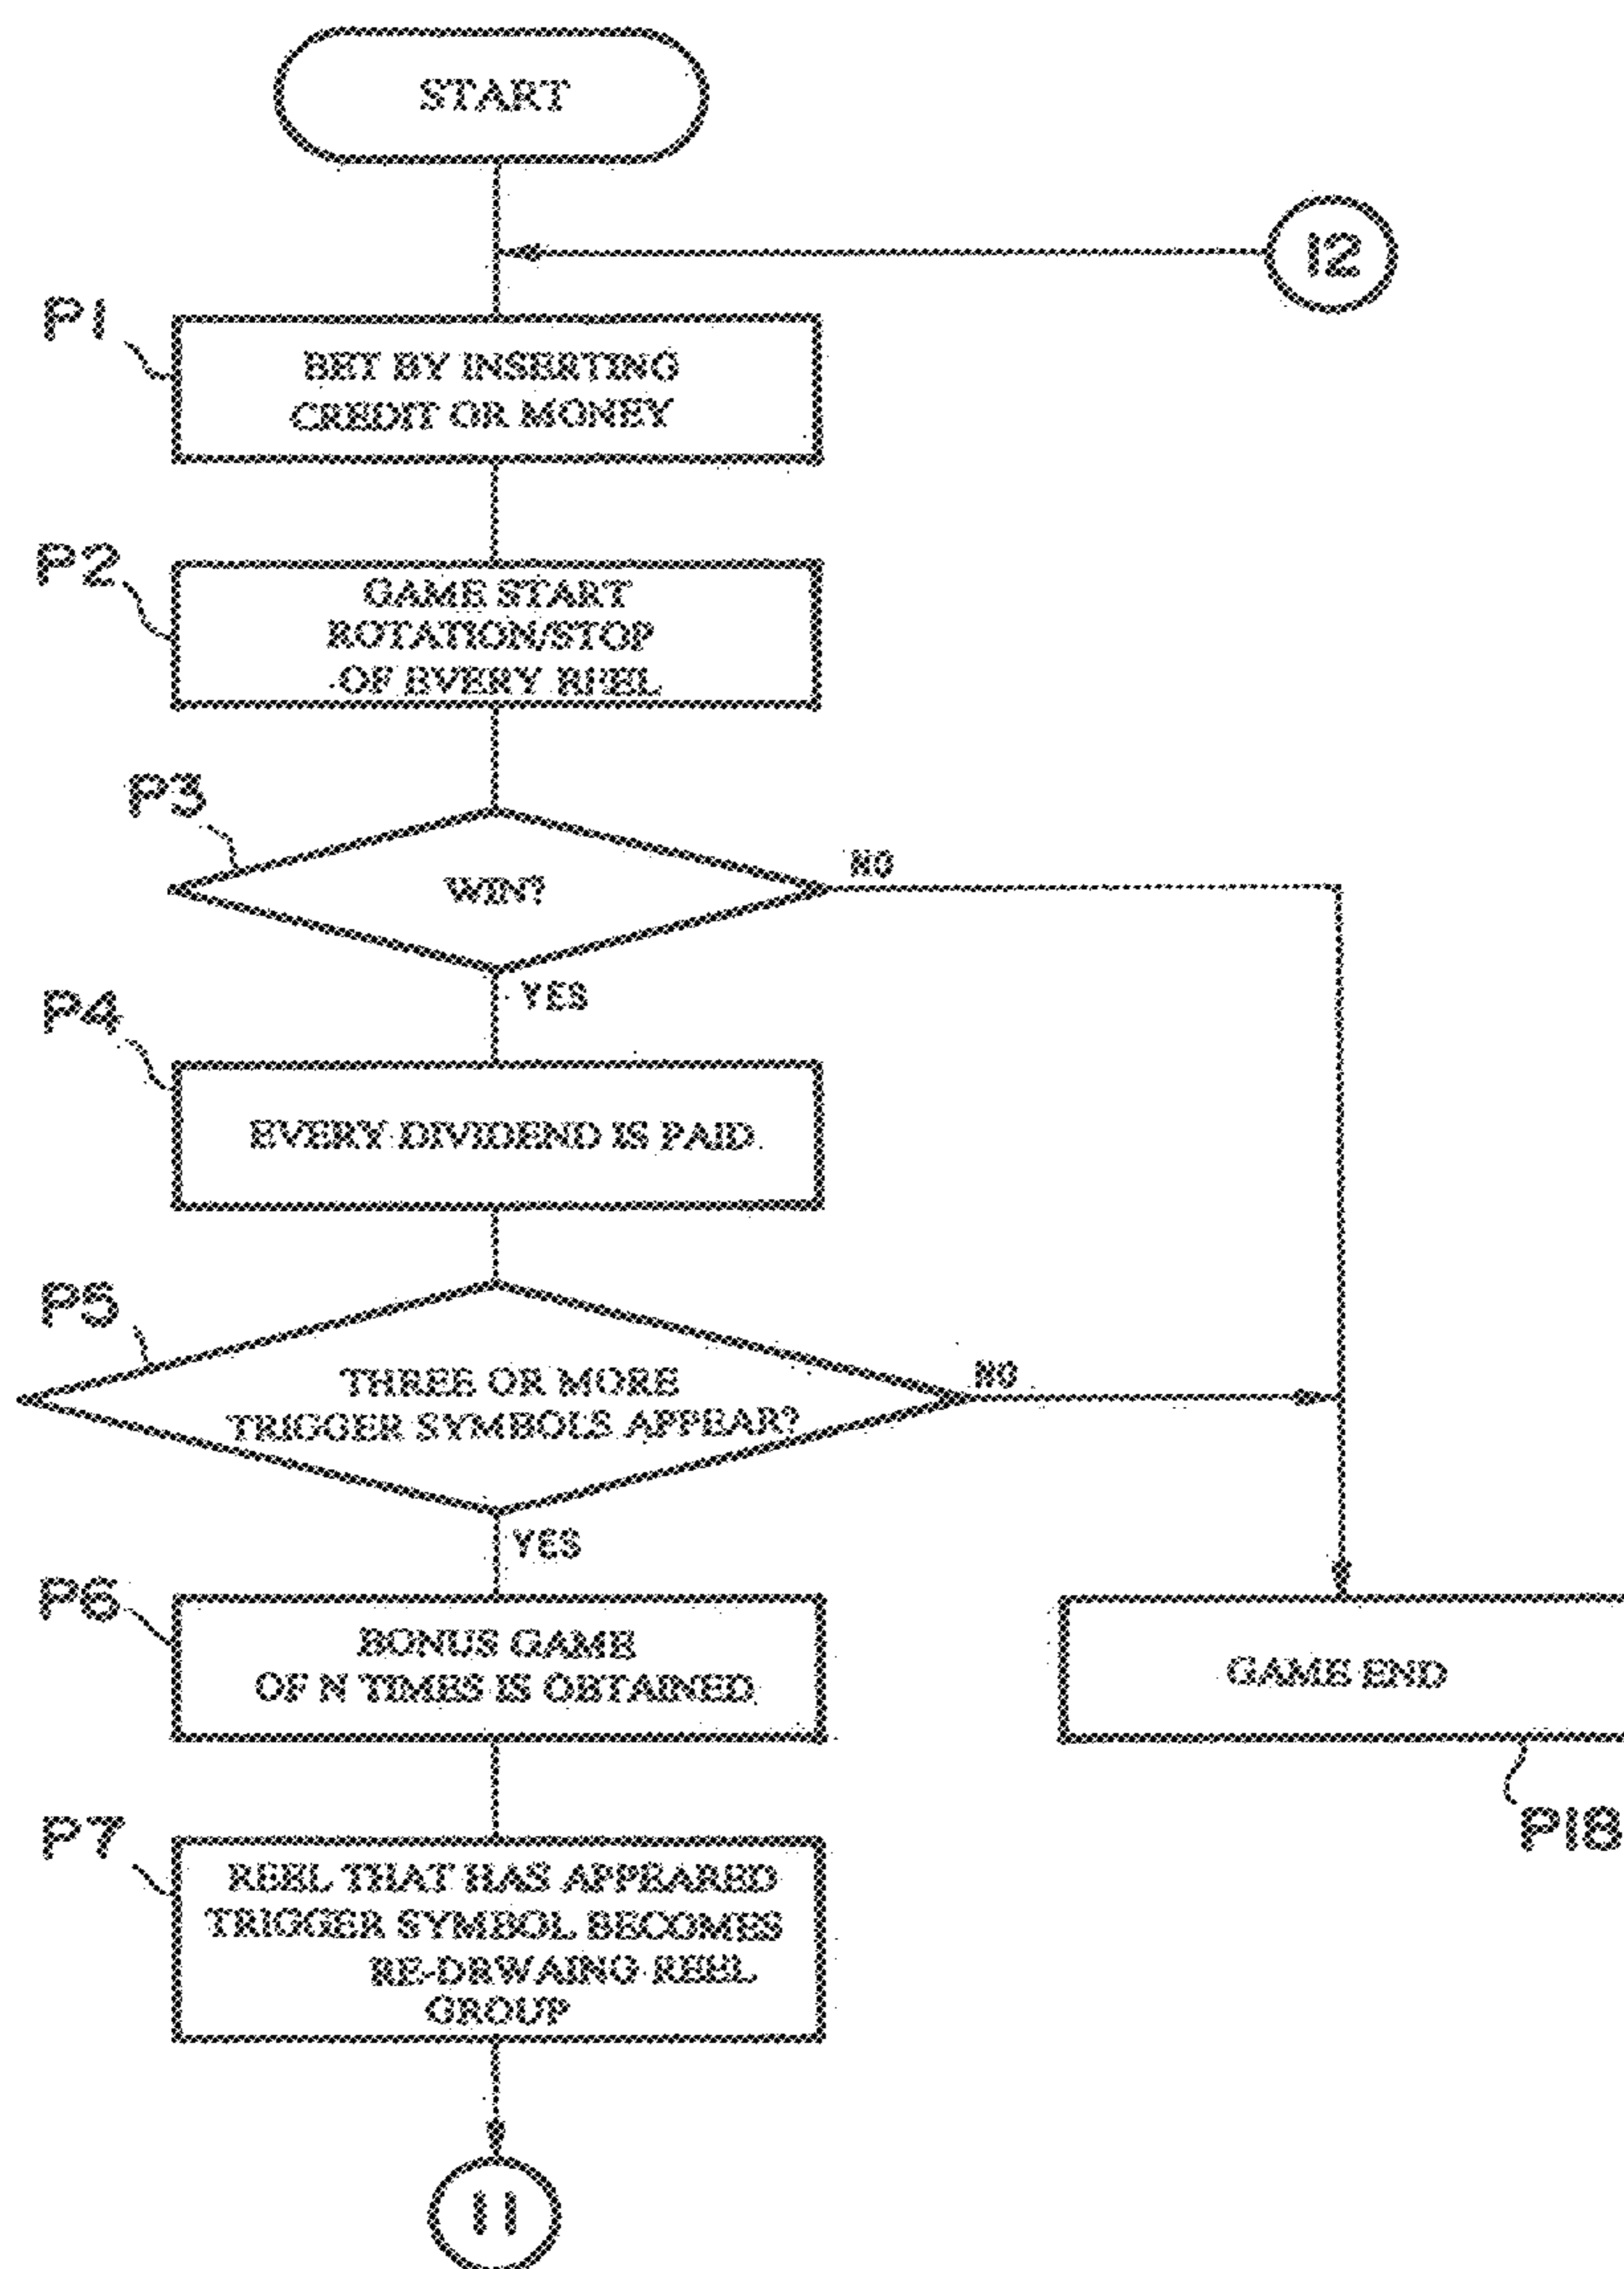 START
12
P1
BET BY INSERTING
CREDIT OR MONEY
P2
GAME START
ROTATION/STOP
OF EVERY REEL
P3
WIN?
NO
YES
P4
EVERY DIVIDEND IS PAID
P5
THREE OR MORE
TRIGGER SYMBOLS APPEAR?
NO
YES
P6
BONUS GAME
OF N TIMES IS OBTAINED
GAME END
P18
P7
REEL THAT HAS APPEARED
TRIGGER SYMBOL BECOMES
RE-DRWAING REEL
GROUP
11